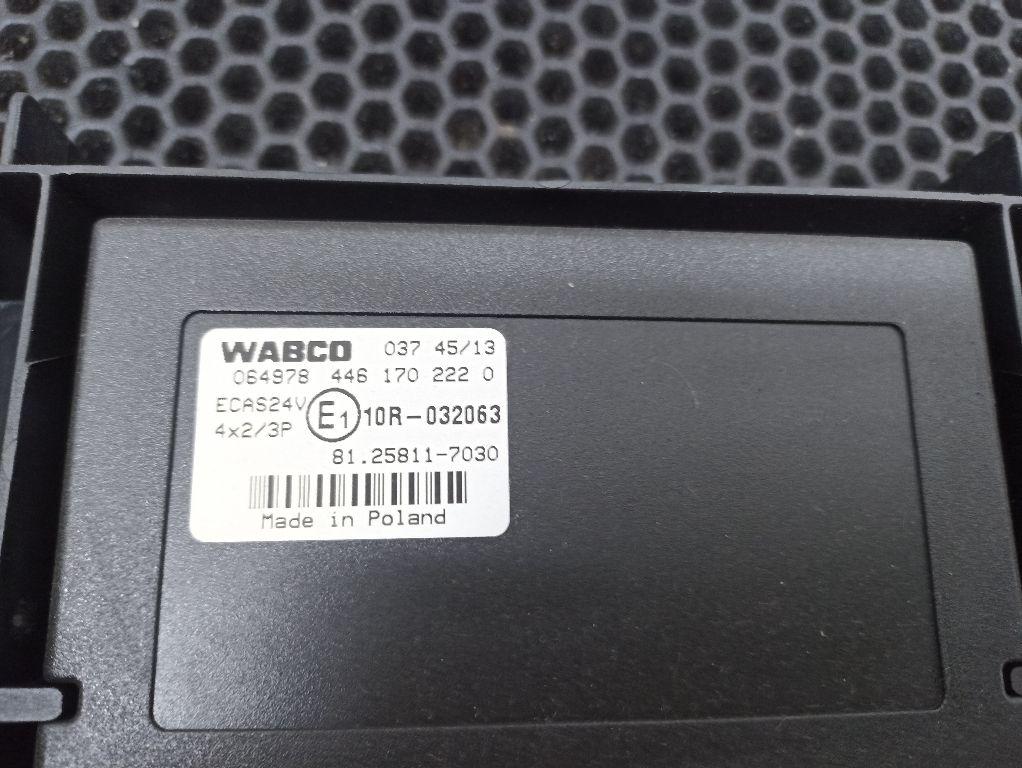 WABCO 037 45/13
064978 446 170 222 0
ECAS24V E1 10R-032063
4x2/3P
81.25811-7030
Made in Poland